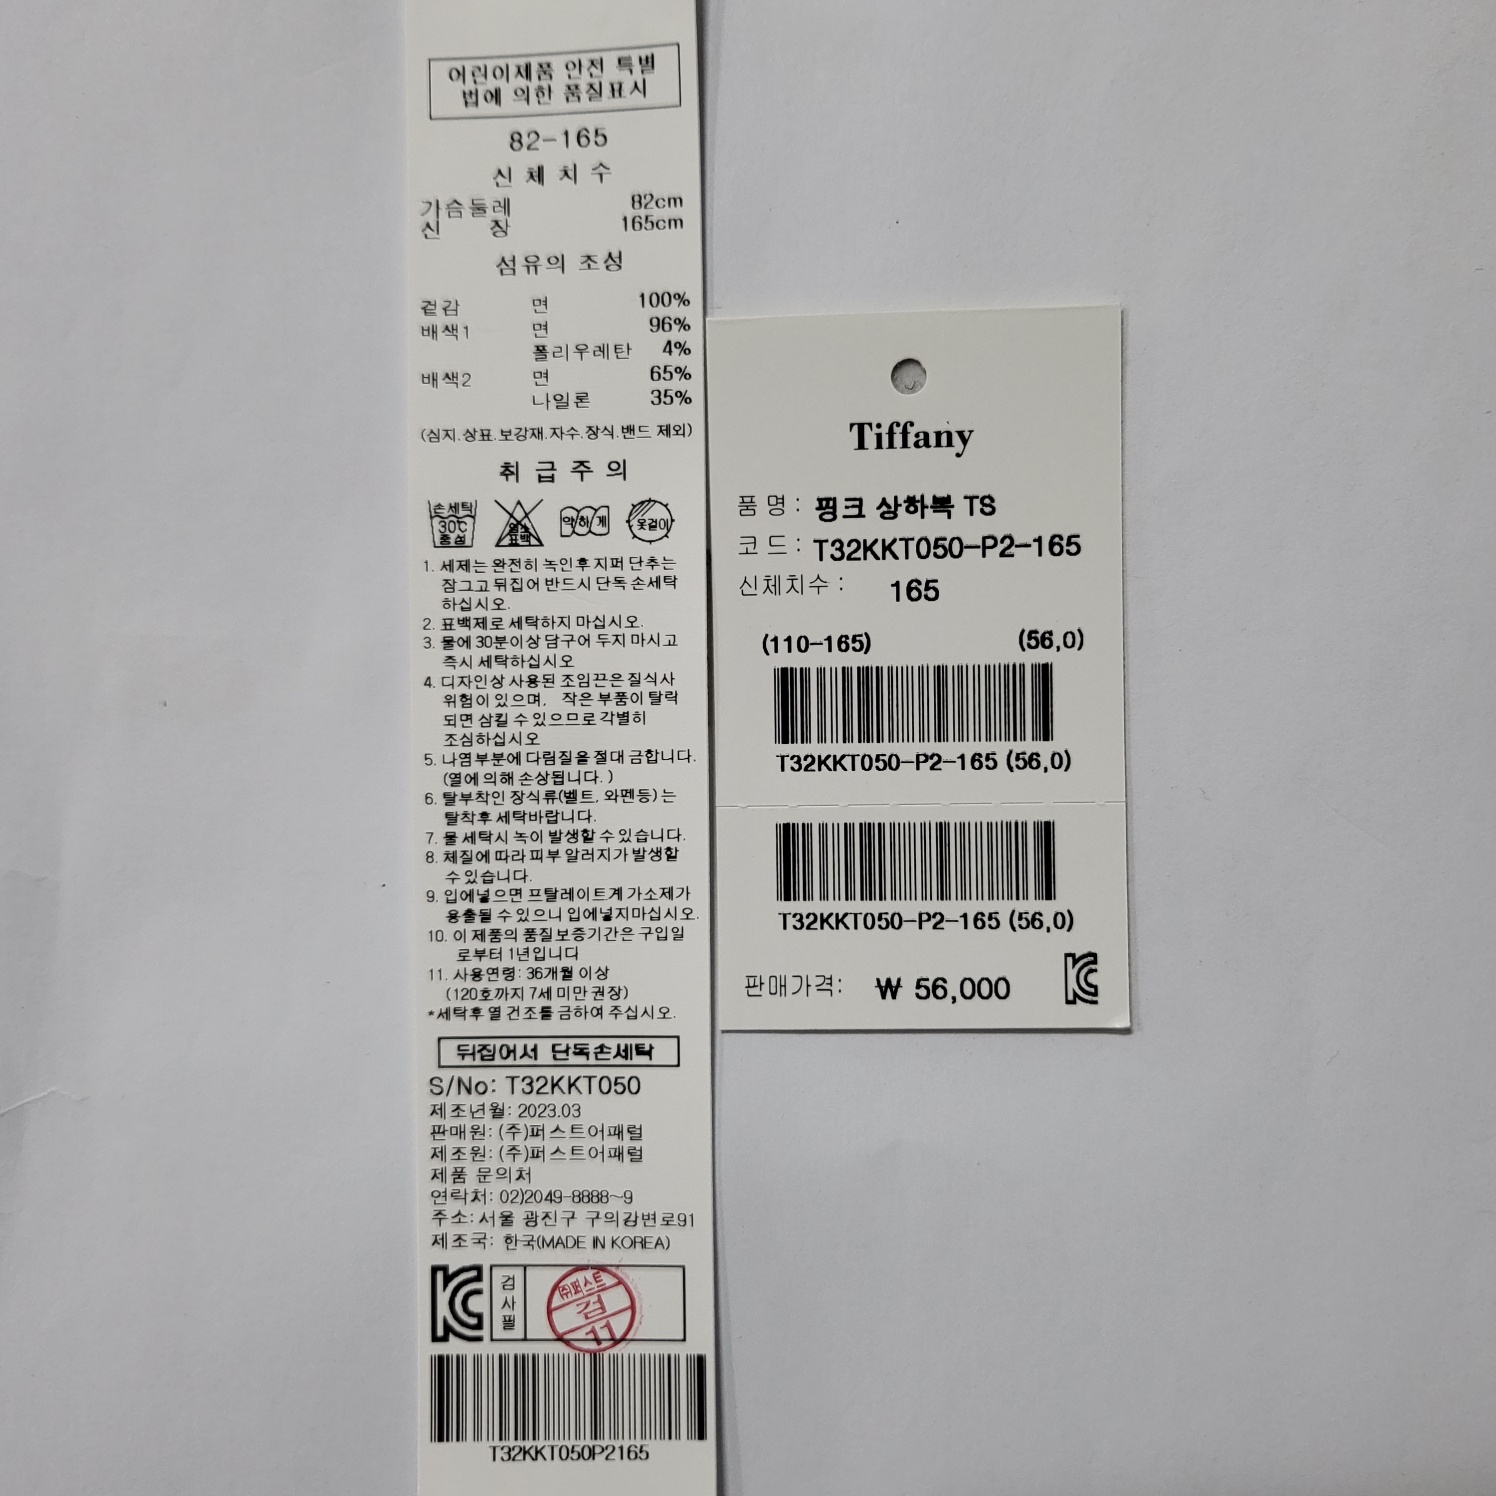 어린이제품 안전 특별
법에 의한 품질표시
82-165
신 체 치 수
가슴둘레 82cm
신 장 165cm
섬유의 조성
겉감 면 100%
배색1 면 96%
폴리우레탄 4%
배색2 면 65%
나일론 35%
(심지.상표.보강재.자수.장식.밴드 제외)
취 급 주 의
손세탁 30℃ 중성
염소 표백
약하게
옷걸이
1. 세제는 완전히 녹인후 지퍼 단추는
잠그고 뒤집어 반드시 단독 손세탁
하십시오.
2. 표백제로 세탁하지 마십시오.
3. 물에 30분이상 담구어 두지 마시고
즉시 세탁하십시오
4. 디자인상 사용된 조임끈은 질식사
위험이 있으며, 작은 부품이 탈락
되면 삼킬 수 있으므로 각별히
조심하십시오
5. 나염부분에 다림질을 절대 금합니다.
(열에 의해 손상됩니다. )
6. 탈부착인 장식류(벨트, 와펜등) 는
탈착후 세탁바랍니다.
7. 물 세탁시 녹이 발생할 수 있습니다.
8. 체질에 따라 피부 알러지가 발생할
수 있습니다.
9. 입에넣으면 프탈레이트계 가소제가
용출될 수 있으니 입에넣지마십시오.
10. 이 제품의 품질보증기간은 구입일
로부터 1년입니다
11. 사용연령: 36개월 이상
(120호까지 7세 미만 권장)
*세탁후 열 건조를 금하여 주십시오.
뒤집어서 단독손세탁
S/No: T32KKT050
제조년월: 2023.03
판매원: (주)퍼스트어패럴
제조원: (주)퍼스트어패럴
제품 문의처
연락처: 02)2049-8888~9
주소: 서울 광진구 구의강변로91
제조국: 한국(MADE IN KOREA)
KC
검사필
㈜퍼스트
검
11
T32KKT050P2165
Tiffany
품 명 : 핑크 상하복 TS
코 드 : T32KKT050-P2-165
신체치수 : 165
(110-165) (56,0)
T32KKT050-P2-165 (56,0)
T32KKT050-P2-165 (56,0)
판매가격: ₩ 56,000
KC